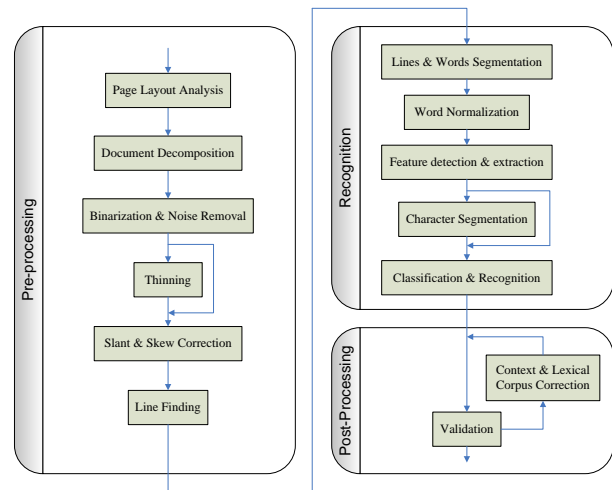 Pre-processing
Page Layout Analysis
Document Decomposition
Binarization & Noise Removal
Thinning
Slant & Skew Correction
Line Finding
Recognition
Lines & Words Segmentation
Word Normalization
Feature detection & extraction
Character Segmentation
Classification & Recognition
Post-Processing
Context & Lexical
Corpus Correction
Validation